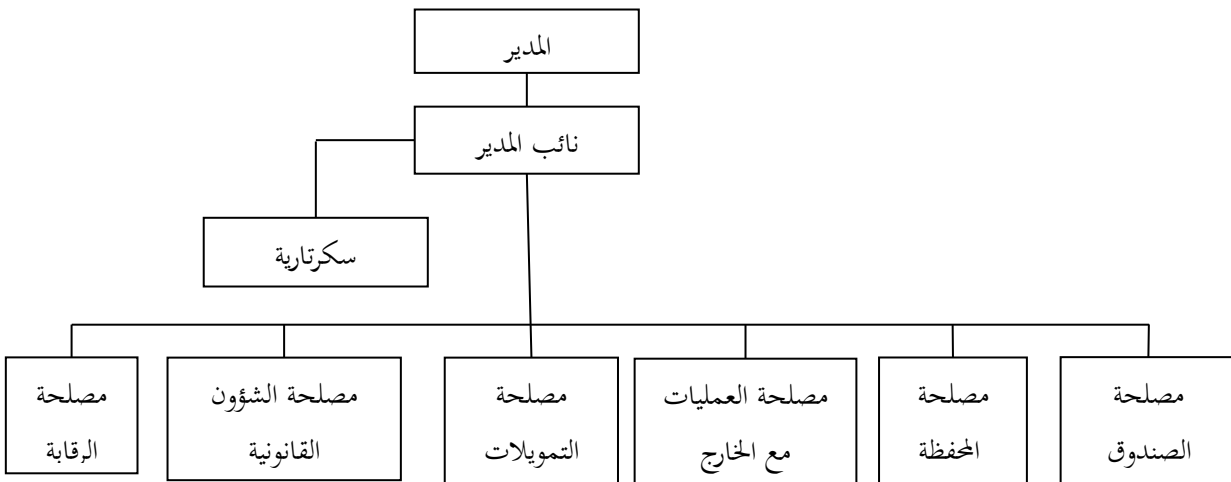 المدير
نائب المدير
سكرتارية
مصلحة
الصندوق
مصلحة
المحفظة
مصلحة العمليات
مع الخارج
مصلحة
التمويلات
مصلحة الشؤون
القانونية
مصلحة
الرقابة